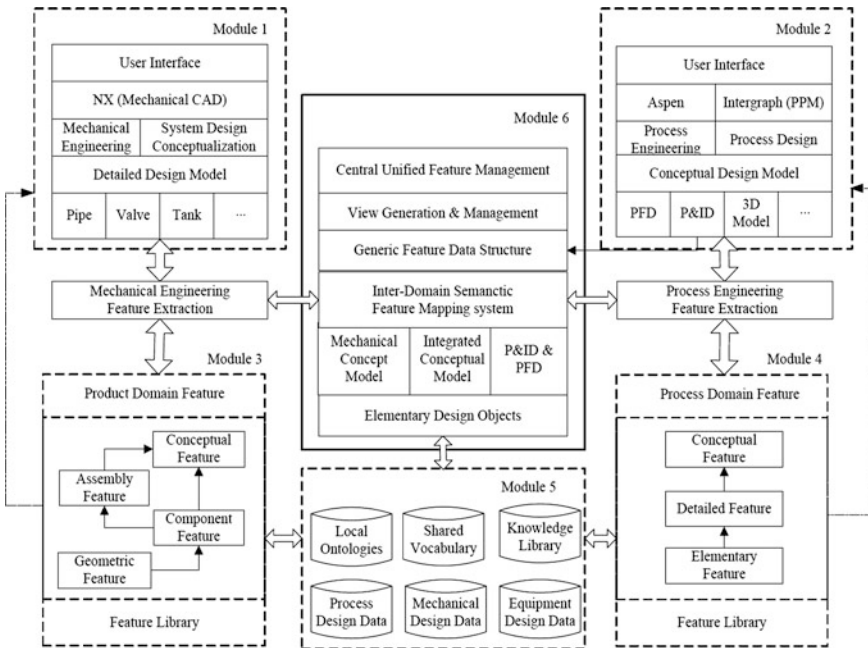 Module 1
User Interface
NX (Mechanical CAD)
Mechanical
Engineering
System Design
Conceptualization
Detailed Design Model
Pipe
Valve
Tank
...
Mechanical Engineering
Feature Extraction
Module 2
User Interface
Aspen
Intergraph (PPM)
Process
Engineering
Process Design
Conceptual Design Model
PFD
P&ID
3D
Model
...
Process Engineering
Feature Extraction
Module 6
Central Unified Feature Management
View Generation & Management
Generic Feature Data Structure
Inter-Domain Semanctic
Feature Mapping system
Mechanical
Concept
Model
Integrated
Conceptual
Model
P&ID &
PFD
Elementary Design Objects
Module 3
Product Domain Feature
Conceptual
Feature
Assembly
Feature
Component
Feature
Geometric
Feature
Feature Library
Module 5
Local
Ontologies
Shared
Vocabulary
Knowledge
Library
Process
Design Data
Mechanical
Design Data
Equipment
Design Data
Module 4
Process Domain Feature
Conceptual
Feature
Detailed Feature
Elementary
Feature
Feature Library